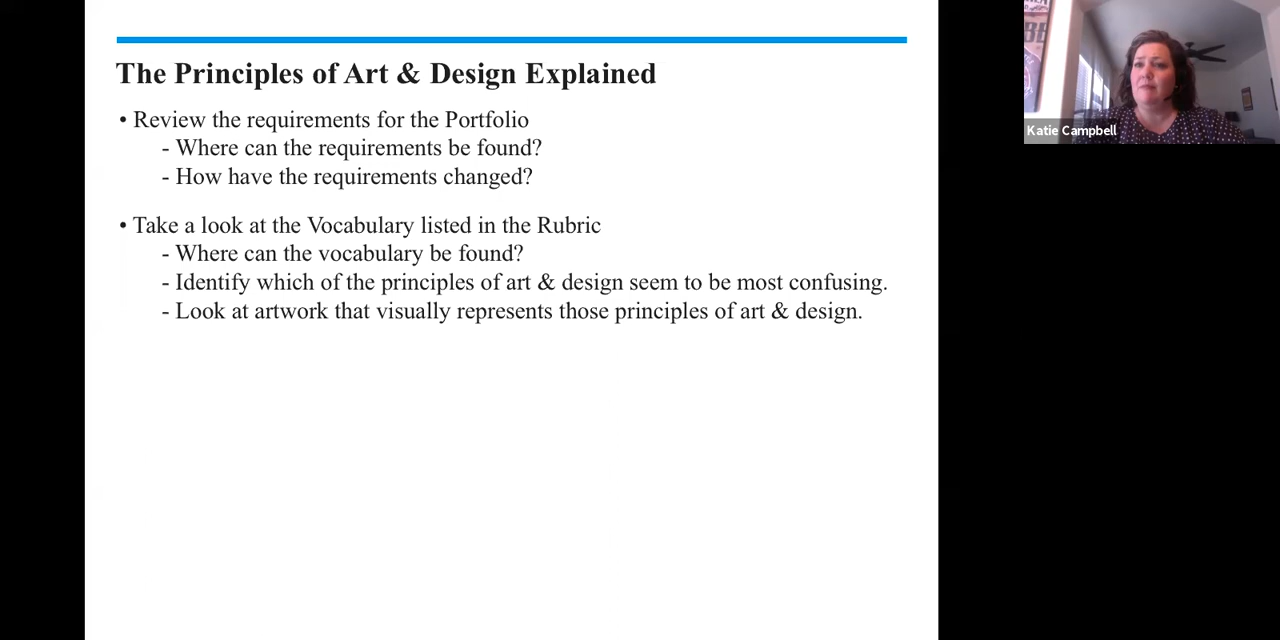 The Principles of Art & Design Explained
• Review the requirements for the Portfolio
- Where can the requirements be found?
- How have the requirements changed?
• Take a look at the Vocabulary listed in the Rubric
- Where can the vocabulary be found?
- Identify which of the principles of art & design seem to be most confusing.
- Look at artwork that visually represents those principles of art & design.
Katie Campbell